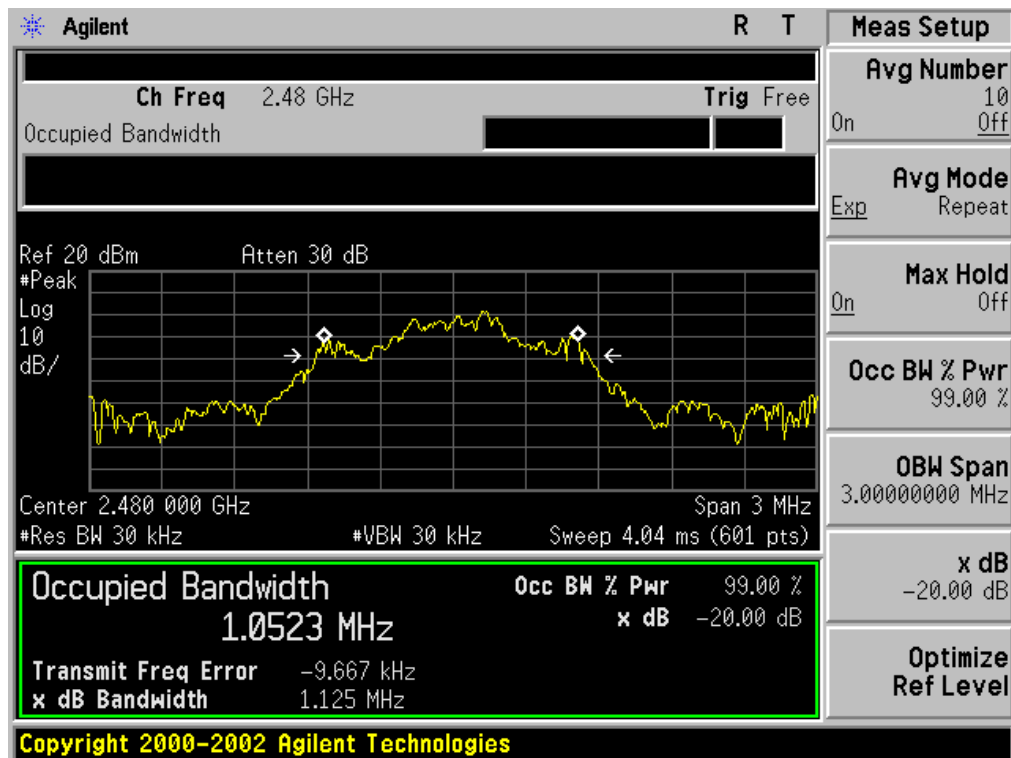 Agilent R T
Ch Freq 2.48 GHz Trig Free
Occupied Bandwidth
Ref 20 dBm Atten 30 dB
#Peak
Log
10
dB/
Center 2.480 000 GHz Span 3 MHz
#Res BW 30 kHz #VBW 30 kHz Sweep 4.04 ms (601 pts)
Occupied Bandwidth Occ BW % Pwr 99.00 %
1.0523 MHz x dB -20.00 dB
Transmit Freq Error -9.667 kHz
x dB Bandwidth 1.125 MHz
Copyright 2000-2002 Agilent Technologies
Meas Setup
Avg Number
10
On Off
Avg Mode
Exp Repeat
Max Hold
On Off
Occ BW % Pwr
99.00 %
OBW Span
3.00000000 MHz
x dB
-20.00 dB
Optimize
Ref Level